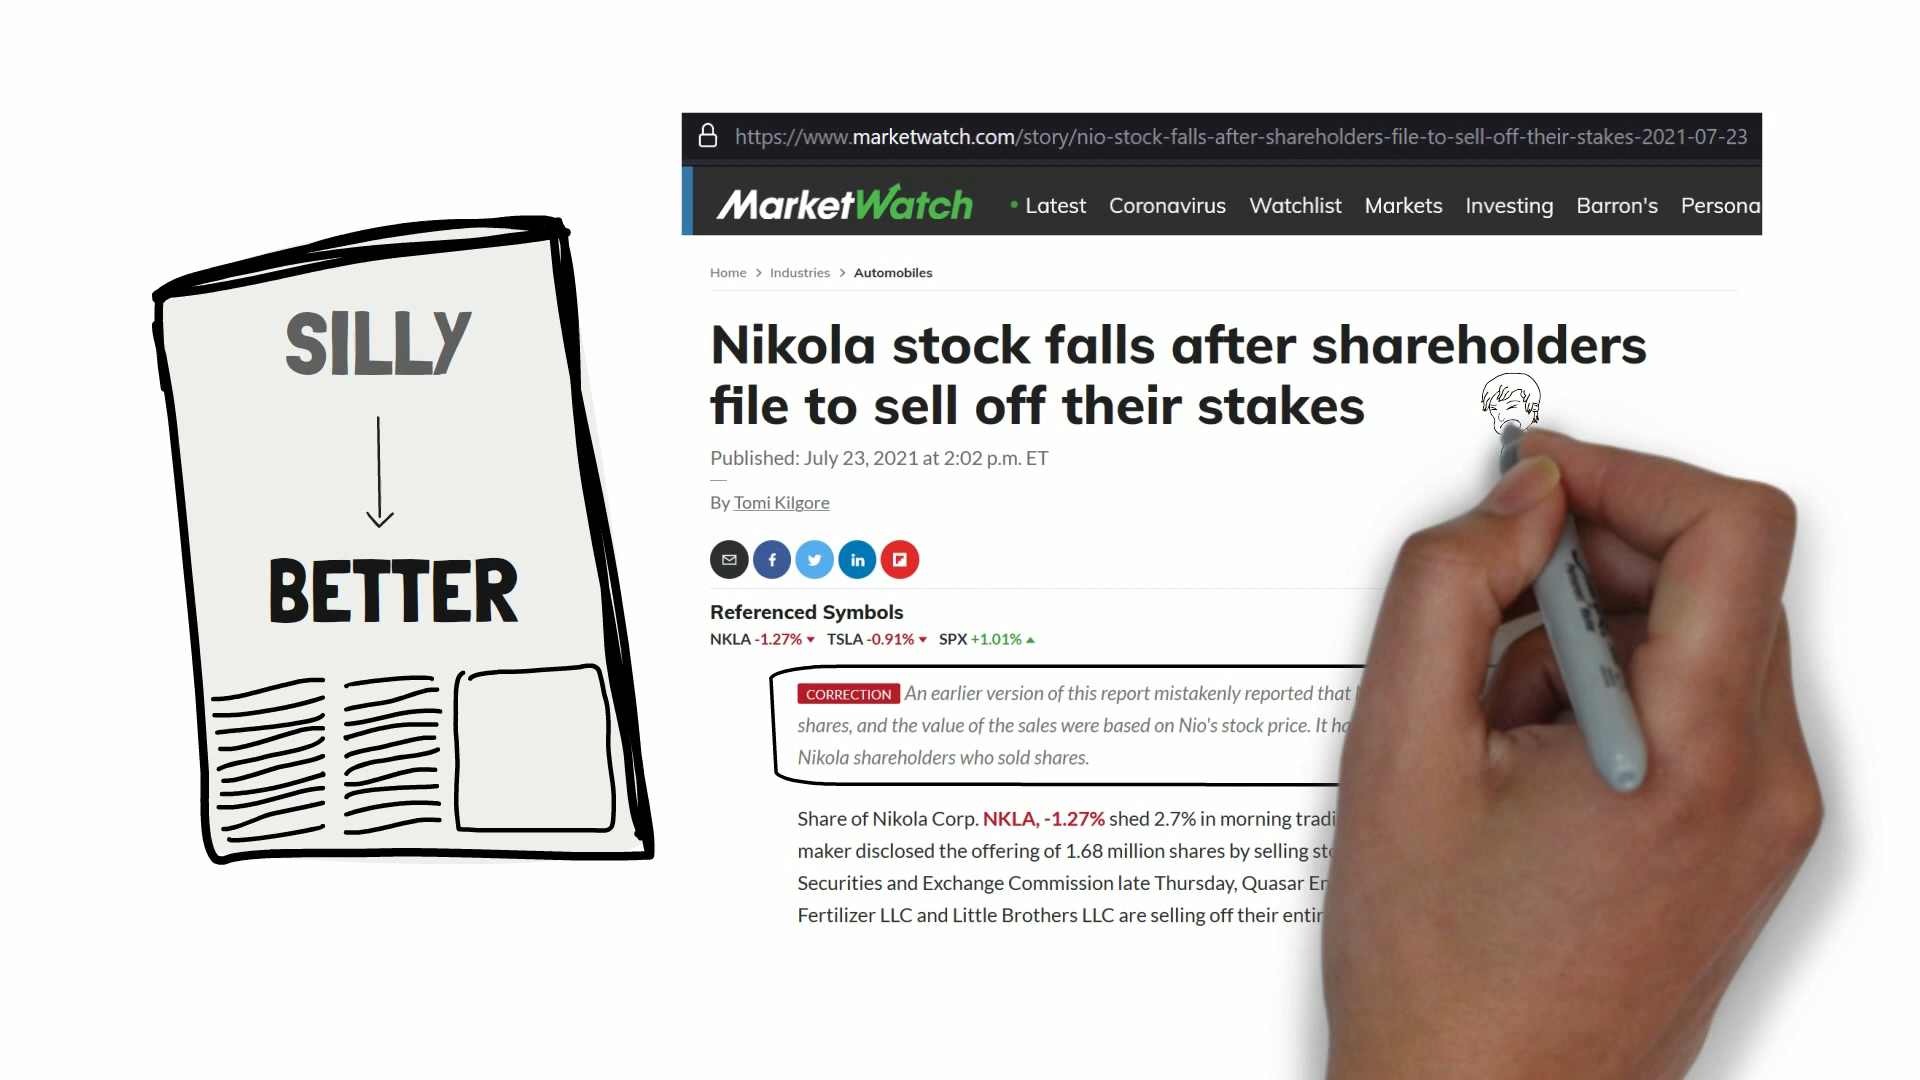 SILLY
BETTER
https://www.marketwatch.com/story/nio-stock-falls-after-shareholders-file-to-sell-off-their-stakes-2021-07-23
MarketWatch
Latest Coronavirus Watchlist Markets Investing Barron's Persona
Home > Industries > Automobiles
Nikola stock falls after shareholders
file to sell off their stakes
Published: July 23, 2021 at 2:02 p.m. ET
By Tomi Kilgore
Referenced Symbols
NKLA -1.27% TSLA -0.91% SPX +1.01%
CORRECTION An earlier version of this report mistakenly reported that
shares, and the value of the sales were based on Nio's stock price. It
Nikola shareholders who sold shares.
Share of Nikola Corp. NKLA, -1.27% shed 2.7% in morning
maker disclosed the offering of 1.68 million shares by selling
Securities and Exchange Commission late Thursday, Quasar
Fertilizer LLC and Little Brothers LLC are selling off their